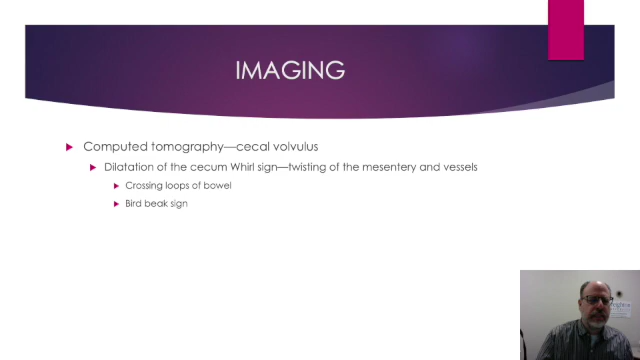 IMAGING
Computed tomography—cecal volvulus
Dilatation of the cecum Whirl sign—twisting of the mesentery and vessels
Crossing loops of bowel
Bird beak sign